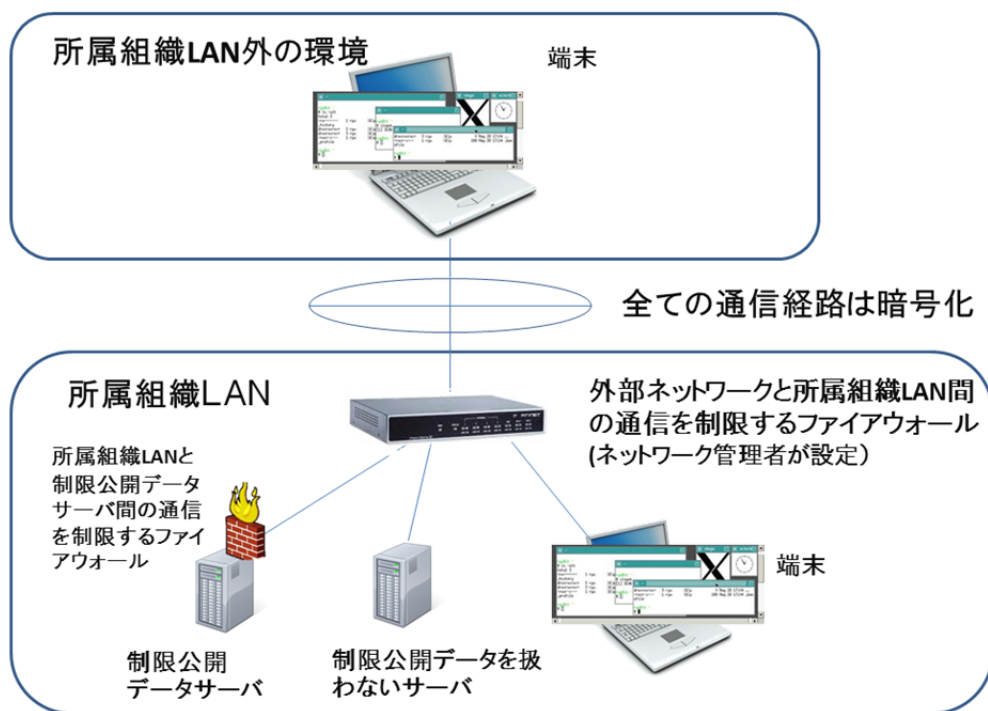 所属組織LAN外の環境
端末
全ての通信経路は暗号化
所属組織LAN
外部ネットワークと所属組織LAN間
の通信を制限するファイアウォール
(ネットワーク管理者が設定）
所属組織LANと
制限公開データ
サーバ間の通信
を制限するファイ
アウォール
端末
制限公開
データサーバ
制限公開データを扱
わないサーバ